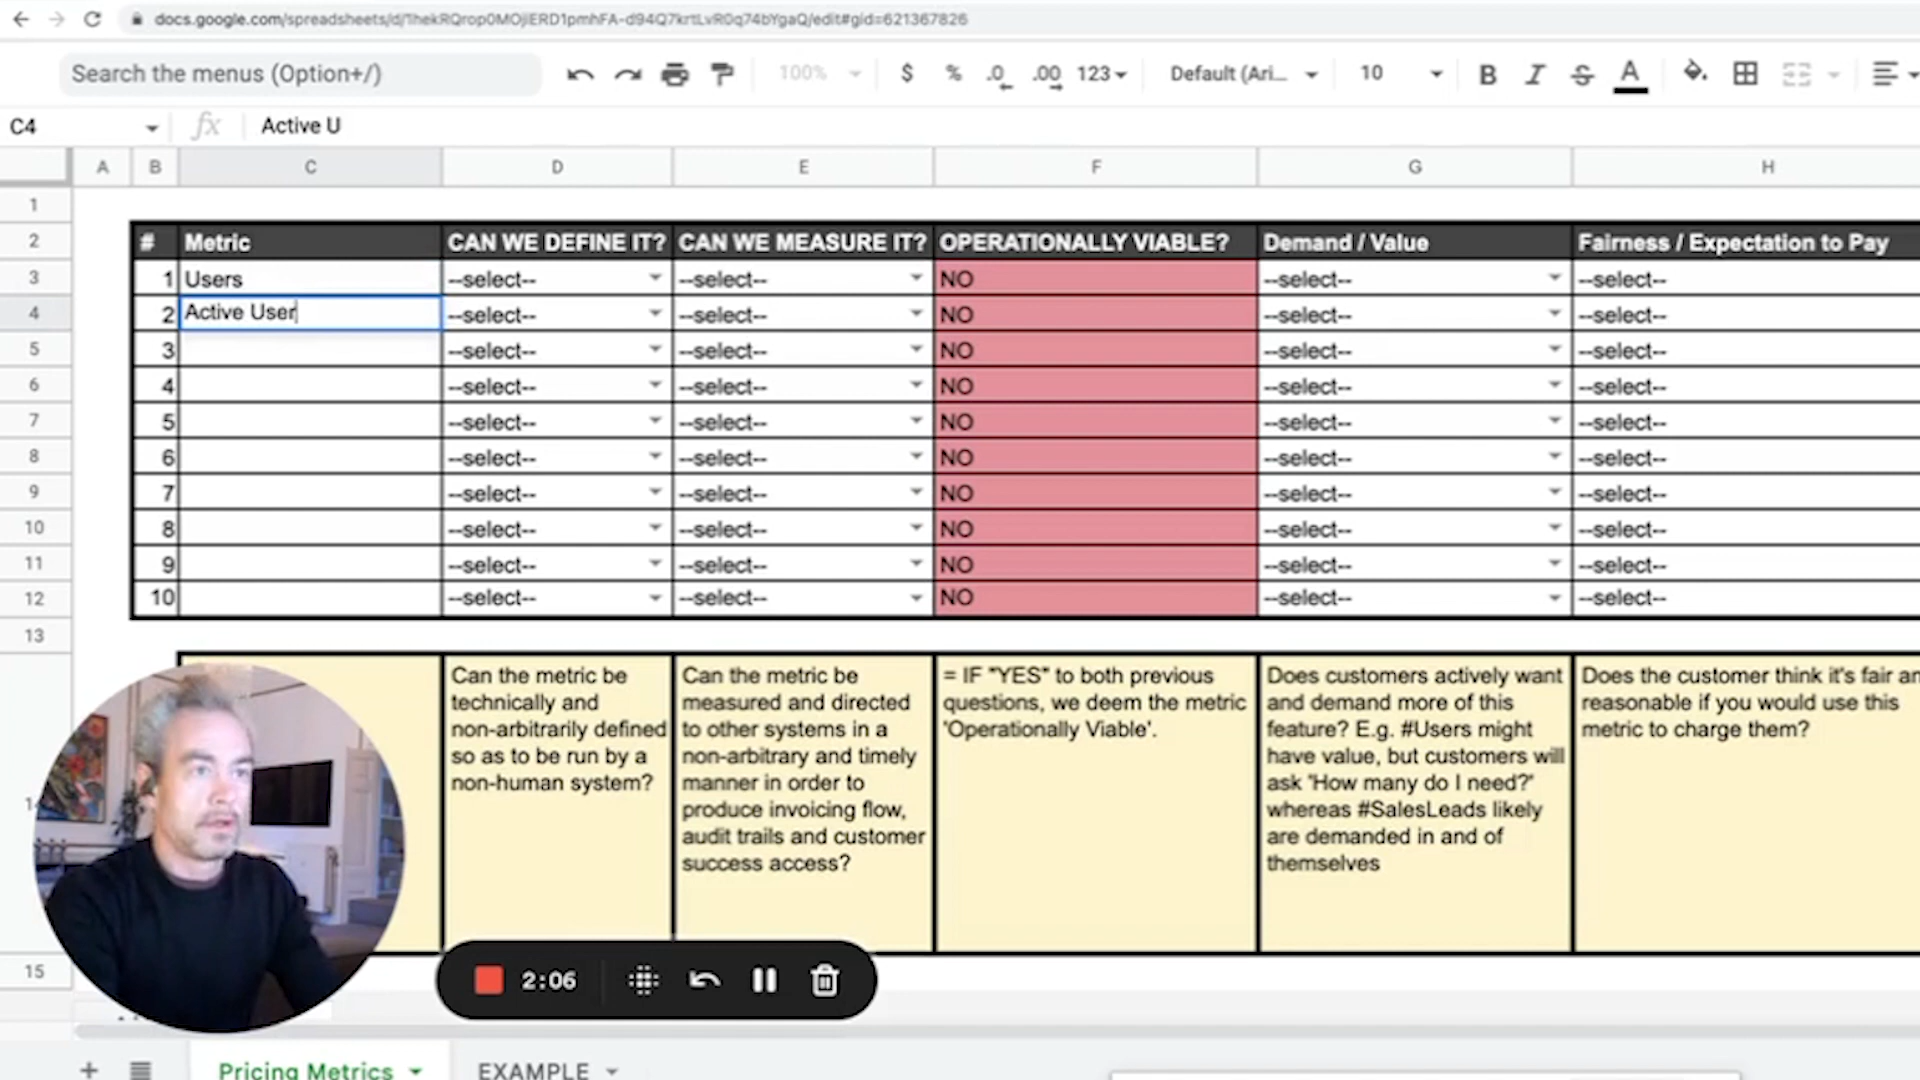 docs.google.com/spreadsheets/d/1hekRQrop0MOjiERD1pmhFA-d94Q7krtLvR0q74bYgaQ/edit#gid=621367826
Search the menus (Option+/) 100% $ % .0 .00 123 Default (Ari... 10 B I S A
C4 fx Active U
A B C D E F G H
1
2 # Metric CAN WE DEFINE IT? CAN WE MEASURE IT? OPERATIONALLY VIABLE? Demand / Value Fairness / Expectation to Pay
3 1 Users --select-- --select-- NO --select-- --select--
4 2 Active User --select-- --select-- NO --select-- --select--
5 3 --select-- --select-- NO --select-- --select--
6 4 --select-- --select-- NO --select-- --select--
7 5 --select-- --select-- NO --select-- --select--
8 6 --select-- --select-- NO --select-- --select--
9 7 --select-- --select-- NO --select-- --select--
10 8 --select-- --select-- NO --select-- --select--
11 9 --select-- --select-- NO --select-- --select--
12 10 --select-- --select-- NO --select-- --select--
13
Can the metric be
technically and
non-arbitrarily defined
so as to be run by a
non-human system?
Can the metric be
measured and directed
to other systems in a
non-arbitrary and timely
manner in order to
produce invoicing flow,
audit trails and customer
success access?
= IF "YES" to both previous
questions, we deem the metric
'Operationally Viable'.
Does customers actively want
and demand more of this
feature? E.g. #Users might
have value, but customers will
ask 'How many do I need?'
whereas #SalesLeads likely
are demanded in and of
themselves
Does the customer think it's fair an
reasonable if you would use this
metric to charge them?
15
2:06
Pricing Metrics EXAMPLE